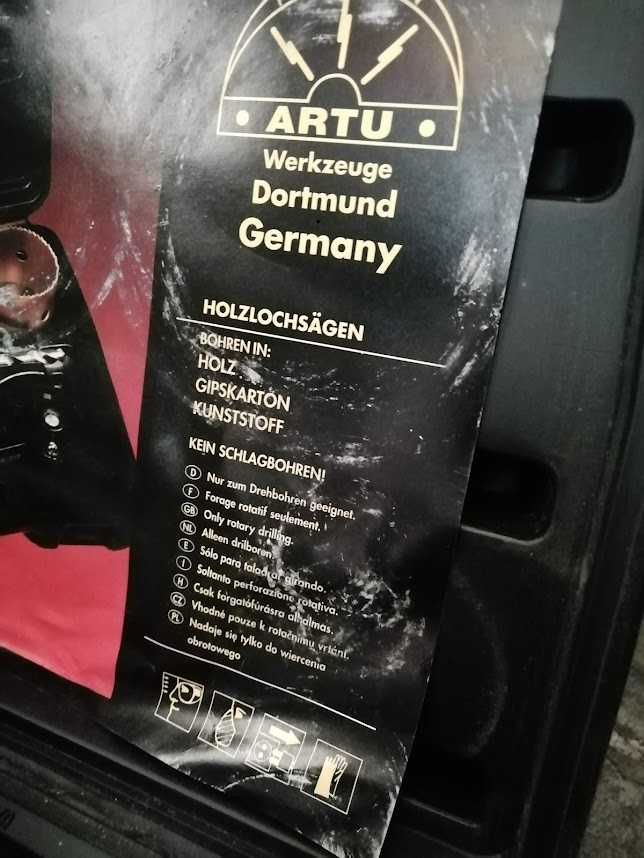 ARTU
Werkzeuge
Dortmund
Germany
HOLZLOCHSÄGEN
BOHREN IN:
HOLZ
GIPSKARTON
KUNSTSTOFF
KEIN SCHLAGBOHREN!
D Nur zum Drehbohren geeignet.
F Forage rotatif seulement.
GB Only rotary drilling.
NL Alleen drilboren.
E Sólo para taladrar girando.
I Soltanto perforazione rotativa.
H Csak forgatófúrásra alkalmas.
CZ Vhodné pouze k rotačnímu vrtání.
PL Nadaje się tylko do wiercenia
obrotowego